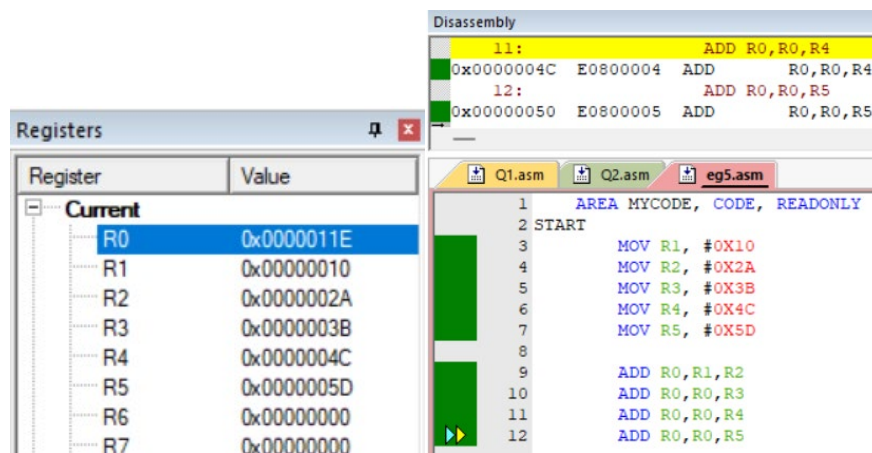 Disassembly
11: ADD R0,R0,R4
0x0000004C E0800004 ADD R0,R0,R4
12: ADD R0,R0,R5
0x00000050 E0800005 ADD R0,R0,R5
Registers
Register Value
Current
R0 0x0000011E
R1 0x00000010
R2 0x0000002A
R3 0x0000003B
R4 0x0000004C
R5 0x0000005D
R6 0x00000000
R7 0x00000000
Q1.asm Q2.asm eg5.asm
1 AREA MYCODE, CODE, READONLY
2 START
3 MOV R1, #0X10
4 MOV R2, #0X2A
5 MOV R3, #0X3B
6 MOV R4, #0X4C
7 MOV R5, #0X5D
8
9 ADD R0,R1,R2
10 ADD R0,R0,R3
11 ADD R0,R0,R4
12 ADD R0,R0,R5